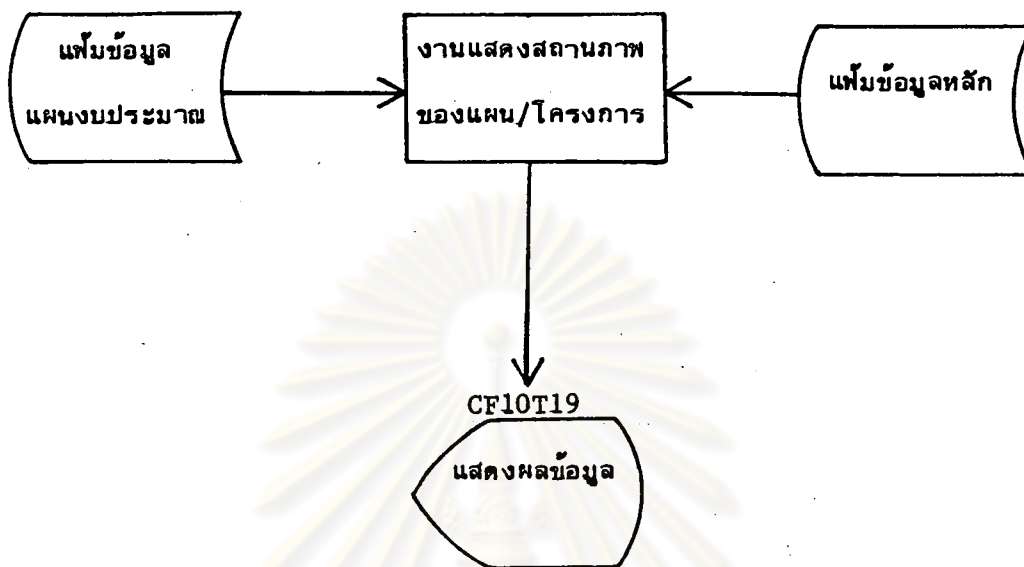 แฟ้มข้อมูล
แผนงบประมาณ
งานแสดงสถานภาพ
ของแผน/โครงการ
แฟ้มข้อมูลหลัก
CF10T19
แสดงผลข้อมูล